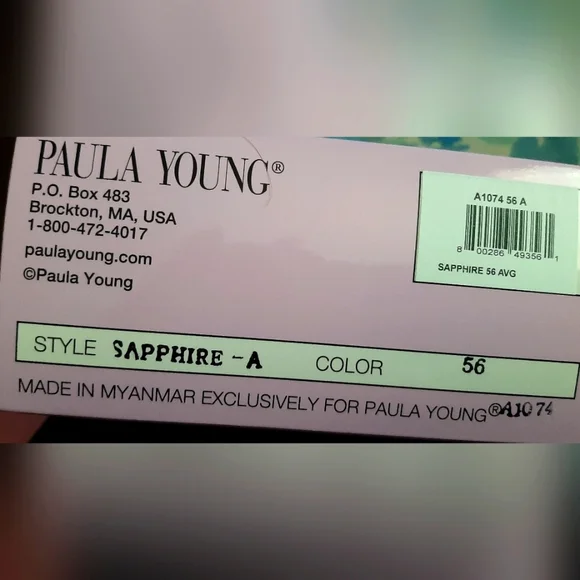 PAULA YOUNG®
P.O. Box 483
Brockton, MA, USA
1-800-472-4017
paulayoung.com
©Paula Young
A1074 56 A
8 00286 49356 1
SAPPHIRE 56 AVG
STYLE SAPPHIRE - A COLOR 56
MADE IN MYANMAR EXCLUSIVELY FOR PAULA YOUNG® A1074